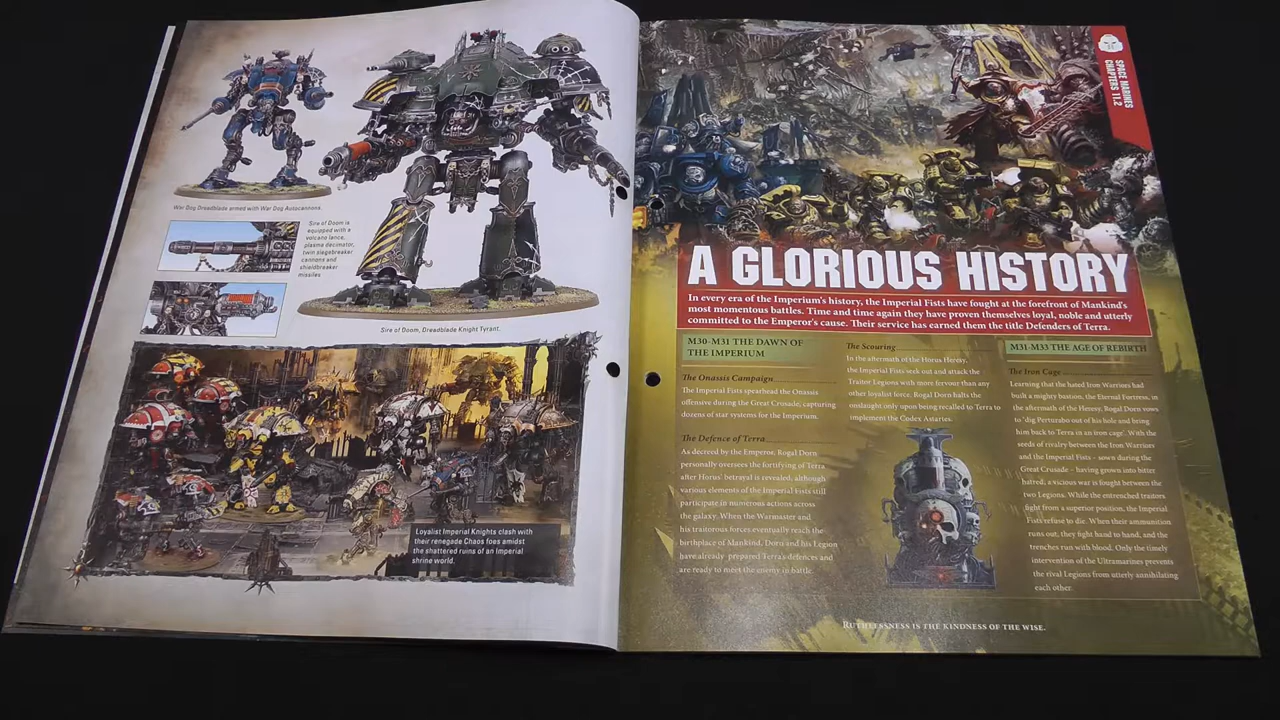 War Dog Dreadblade armed with War Dog Autocannons.
Sire of Doom is
equipped with a
volcano lance,
plasma decimator,
twin siegebreaker
cannons and
shieldbreaker
missiles
Sire of Doom, Dreadblade Knight Tyrant.
Loyalist Imperial Knights clash with
their renegade Chaos foes amidst
the shattered ruins of an Imperial
shrine world.
SPACE MARINES
CHAPTERS 11.2
A GLORIOUS HISTORY
In every era of the Imperium's history, the Imperial Fists have fought at the forefront of Mankind's
most momentous battles. Time and time again they have proven themselves loyal, noble and utterly
committed to the Emperor's cause. Their service has earned them the title Defenders of Terra.
M30-M31 THE DAWN OF
THE IMPERIUM
The Onassis Campaign
The Imperial Fists spearhead the Onassis
offensive during the Great Crusade, capturing
dozens of star systems for the Imperium.
The Defence of Terra
As decreed by the Emperor, Rogal Dorn
personally oversees the fortifying of Terra
after Horus' betrayal is revealed, although
various elements of the Imperial Fists still
participate in numerous actions across
the galaxy. When the Warmaster and
his traitorous forces eventually reach the
birthplace of Mankind, Dorn and his Legion
have already prepared Terra's defences and
are ready to meet the enemy in battle.
The Scouring
In the aftermath of the Horus Heresy,
the Imperial Fists seek out and attack the
Traitor Legions with more fervour than any
other loyalist force. Rogal Dorn halts the
onslaught only upon being recalled to Terra to
implement the Codex Astartes.
M31-M33 THE AGE OF REBIRTH
The Iron Cage
Learning that the hated Iron Warriors had
built a mighty bastion, the Eternal Fortress, in
the aftermath of the Heresy, Rogal Dorn vows
to 'dig Perturabo out of his hole and bring
him back to Terra in an iron cage'. With the
seeds of rivalry between the Iron Warriors
and the Imperial Fists – sown during the
Great Crusade – having grown into bitter
hatred, a vicious war is fought between the
two Legions. While the entrenched traitors
fight from a superior position, the Imperial
Fists refuse to die. When their ammunition
runs out, they fight hand to hand, and the
trenches run with blood. Only the timely
intervention of the Ultramarines prevents
the rival Legions from utterly annihilating
each other.
RUTHLESSNESS IS THE KINDNESS OF THE WISE.